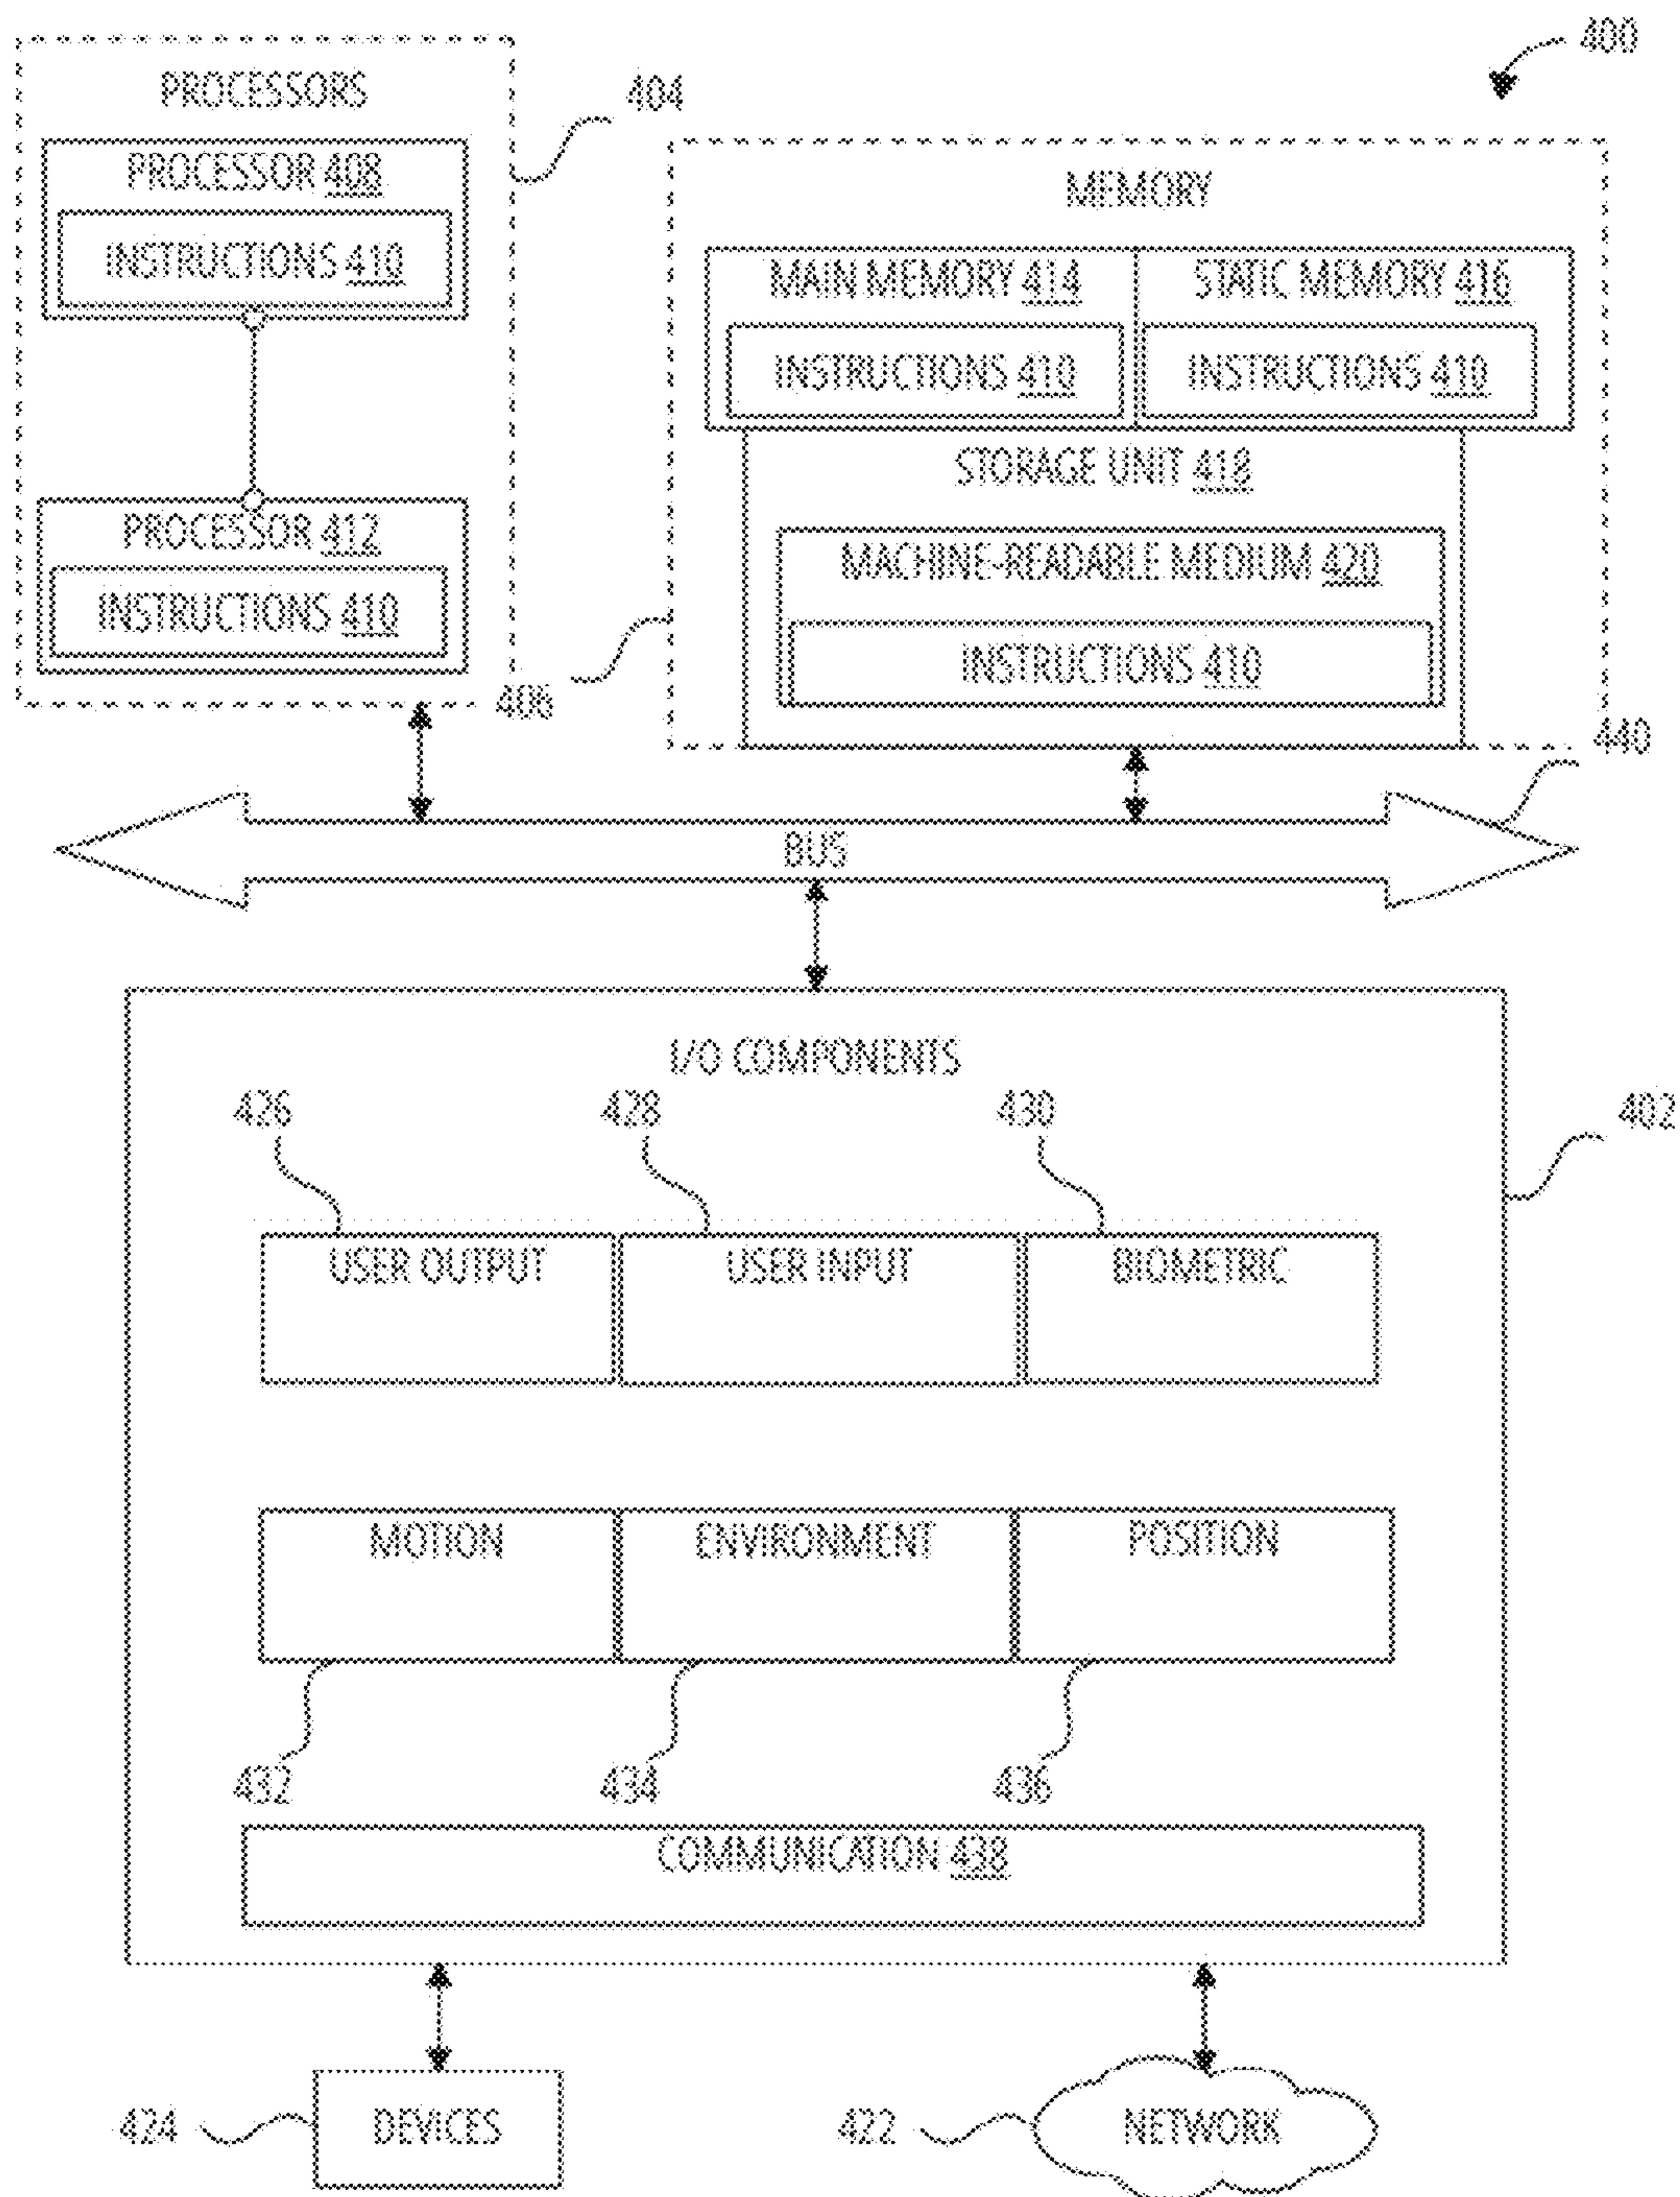 400
PROCESSORS
404
PROCESSOR 408
INSTRUCTIONS 410
MEMORY
MAIN MEMORY 414
STATIC MEMORY 416
INSTRUCTIONS 410
INSTRUCTIONS 410
STORAGE UNIT 418
PROCESSOR 412
INSTRUCTIONS 410
MACHINE-READABLE MEDIUM 420
INSTRUCTIONS 410
406
440
BUS
I/O COMPONENTS
426
428
430
402
USER OUTPUT
USER INPUT
BIOMETRIC
MOTION
ENVIRONMENT
POSITION
432
434
436
COMMUNICATION 438
424
DEVICES
422
NETWORK